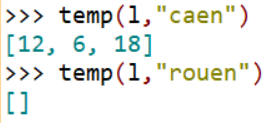 >>> temp(l,"caen")
[12, 6, 18]
>>> temp(l,"rouen")
[]